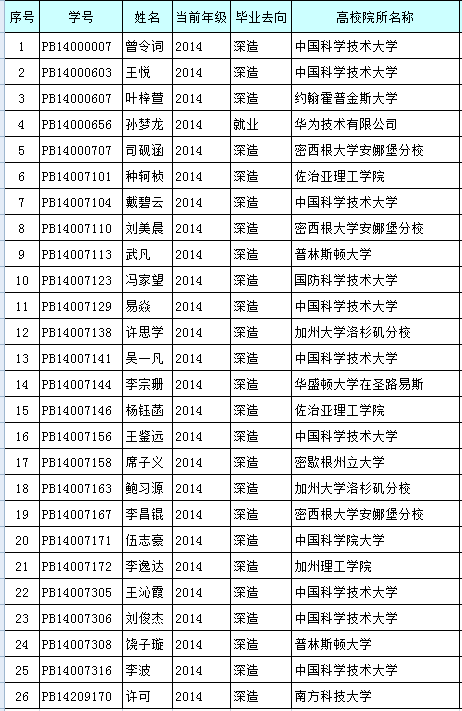 序号 学号 姓名 当前年级 毕业去向 高校院所名称
1 PB14000007 曾令词 2014 深造 中国科学技术大学
2 PB14000603 王悦 2014 深造 中国科学技术大学
3 PB14000607 叶梓萱 2014 深造 约翰霍普金斯大学
4 PB14000656 孙梦龙 2014 就业 华为技术有限公司
5 PB14000707 司砚涵 2014 深造 密西根大学安娜堡分校
6 PB14007101 种轲桢 2014 深造 佐治亚理工学院
7 PB14007104 戴碧云 2014 深造 中国科学技术大学
8 PB14007110 刘美晨 2014 深造 密西根大学安娜堡分校
9 PB14007113 武凡 2014 深造 普林斯顿大学
10 PB14007123 冯家望 2014 深造 国防科学技术大学
11 PB14007129 易焱 2014 深造 中国科学技术大学
12 PB14007138 许思学 2014 深造 加州大学洛杉矶分校
13 PB14007141 吴一凡 2014 深造 中国科学技术大学
14 PB14007144 李宗珊 2014 深造 华盛顿大学在圣路易斯
15 PB14007146 杨钰菡 2014 深造 佐治亚理工学院
16 PB14007156 王鉴远 2014 深造 中国科学技术大学
17 PB14007158 席子义 2014 深造 密歇根州立大学
18 PB14007163 鲍习源 2014 深造 加州大学洛杉矶分校
19 PB14007167 李昌锟 2014 深造 密西根大学安娜堡分校
20 PB14007171 伍志豪 2014 深造 中国科学院大学
21 PB14007172 李逸达 2014 深造 加州理工学院
22 PB14007305 王沁霞 2014 深造 中国科学技术大学
23 PB14007306 刘俊杰 2014 深造 中国科学技术大学
24 PB14007308 饶子璇 2014 深造 普林斯顿大学
25 PB14007316 李波 2014 深造 中国科学技术大学
26 PB14209170 许可 2014 深造 南方科技大学